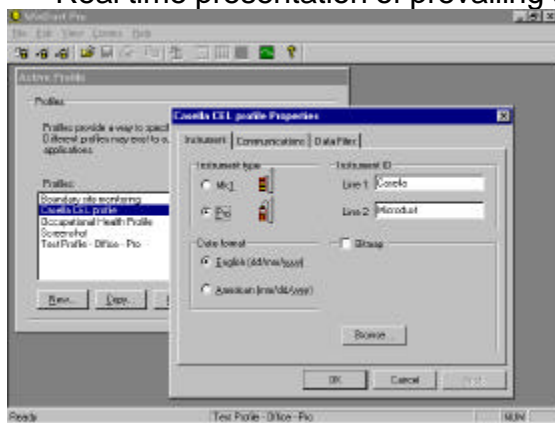 Real time presentation of prevailing
WinDust Pro
File Edit View Comms Help
Active Profile
Profiles
Profiles provide a way to
Different profiles may exist to
applications
Profiles:
Boundary site monitoring
Casella CEL profile
Occupational Health Profile
Screenshot
Test Profile - Office - Pro
New... Copy...
Casella CEL profile Properties
Instrument Communications Data Files
Instrument type
Mk1
Pro
Instrument ID
Line 1: Casella
Line 2: Microdust
Date format
English (dd/mm/yyyy)
American (mm/dd/yyyy)
Bitmap
Browse...
OK Cancel
Ready Test Profile - Office - Pro NUM